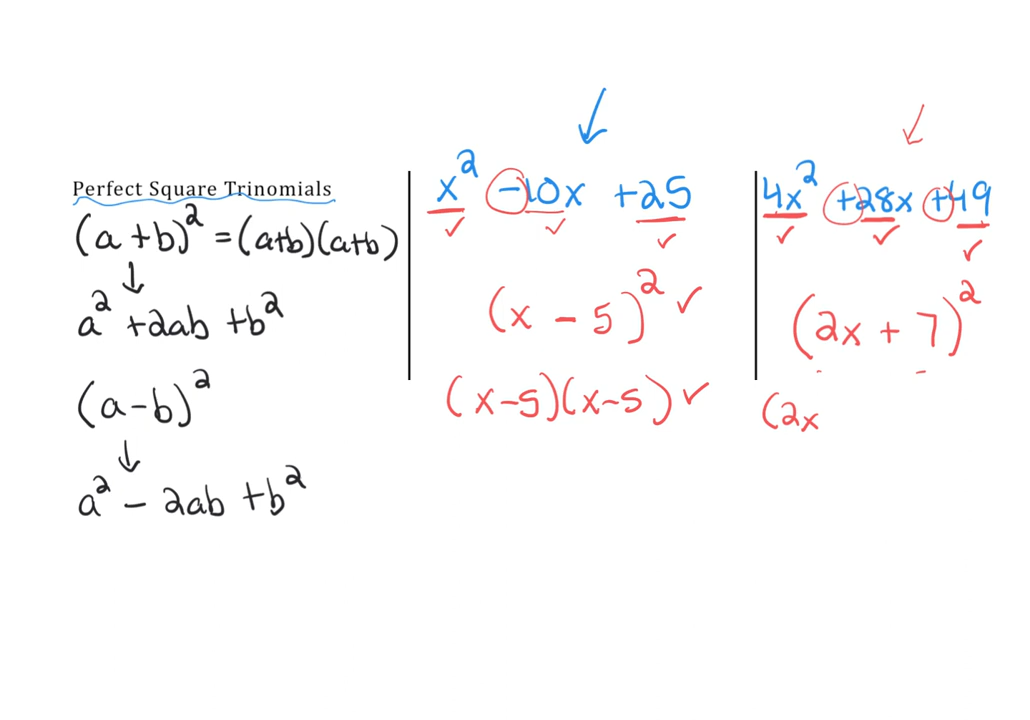 Perfect Square Trinomials
(a+b)² = (a+b)(a+b)
↓
a² + 2ab + b²
(a-b)²
↓
a² - 2ab + b²
x² - 10x + 25
(x - 5)² ✓
(x-5)(x-5) ✓
4x² + 28x + 49
(2x + 7)²
(2x